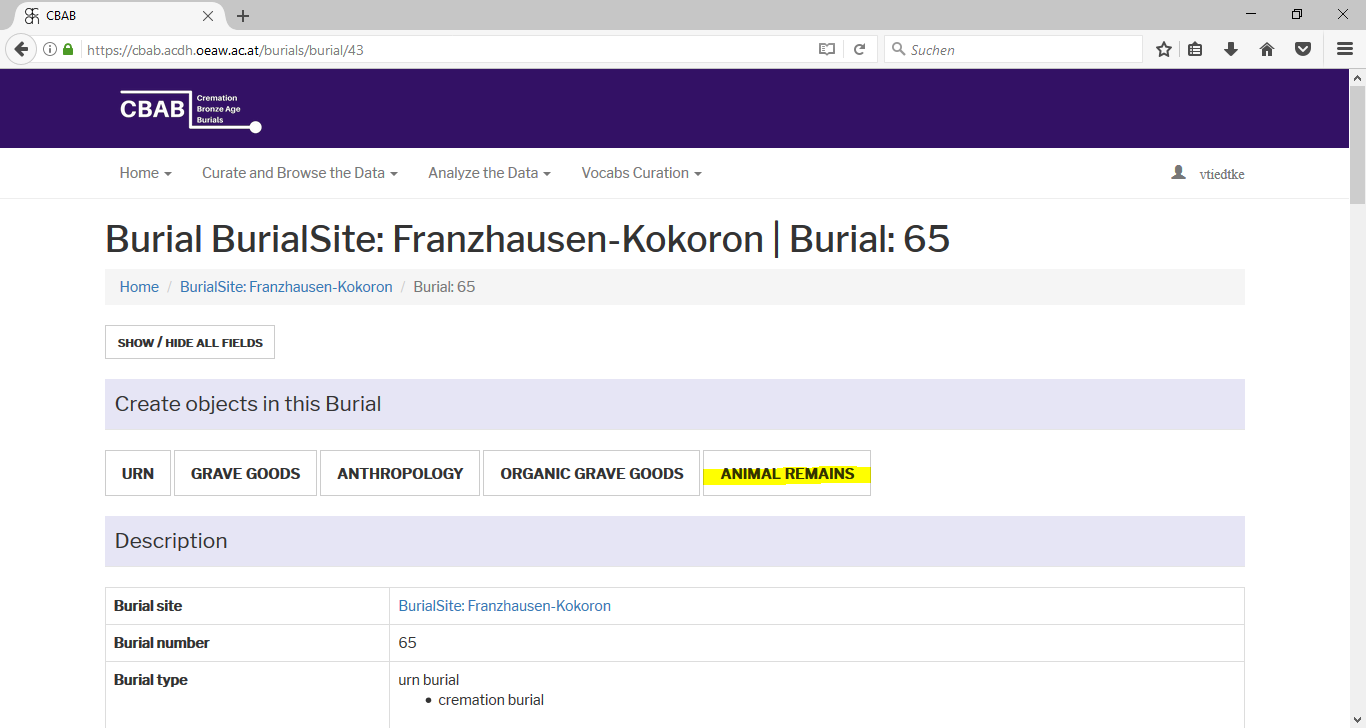 CBAB
https://cbab.acdh.oeaw.ac.at/burials/burial/43
Suchen
CBAB
Cremation
Bronze Age
Burials
Home
Curate and Browse the Data
Analyze the Data
Vocabs Curation
vtiedtke
Burial BurialSite: Franzhausen-Kokoron | Burial: 65
Home / BurialSite: Franzhausen-Kokoron / Burial: 65
SHOW / HIDE ALL FIELDS
Create objects in this Burial
URN
GRAVE GOODS
ANTHROPOLOGY
ORGANIC GRAVE GOODS
ANIMAL REMAINS
Description
Burial site BurialSite: Franzhausen-Kokoron
Burial number 65
Burial type urn burial
• cremation burial